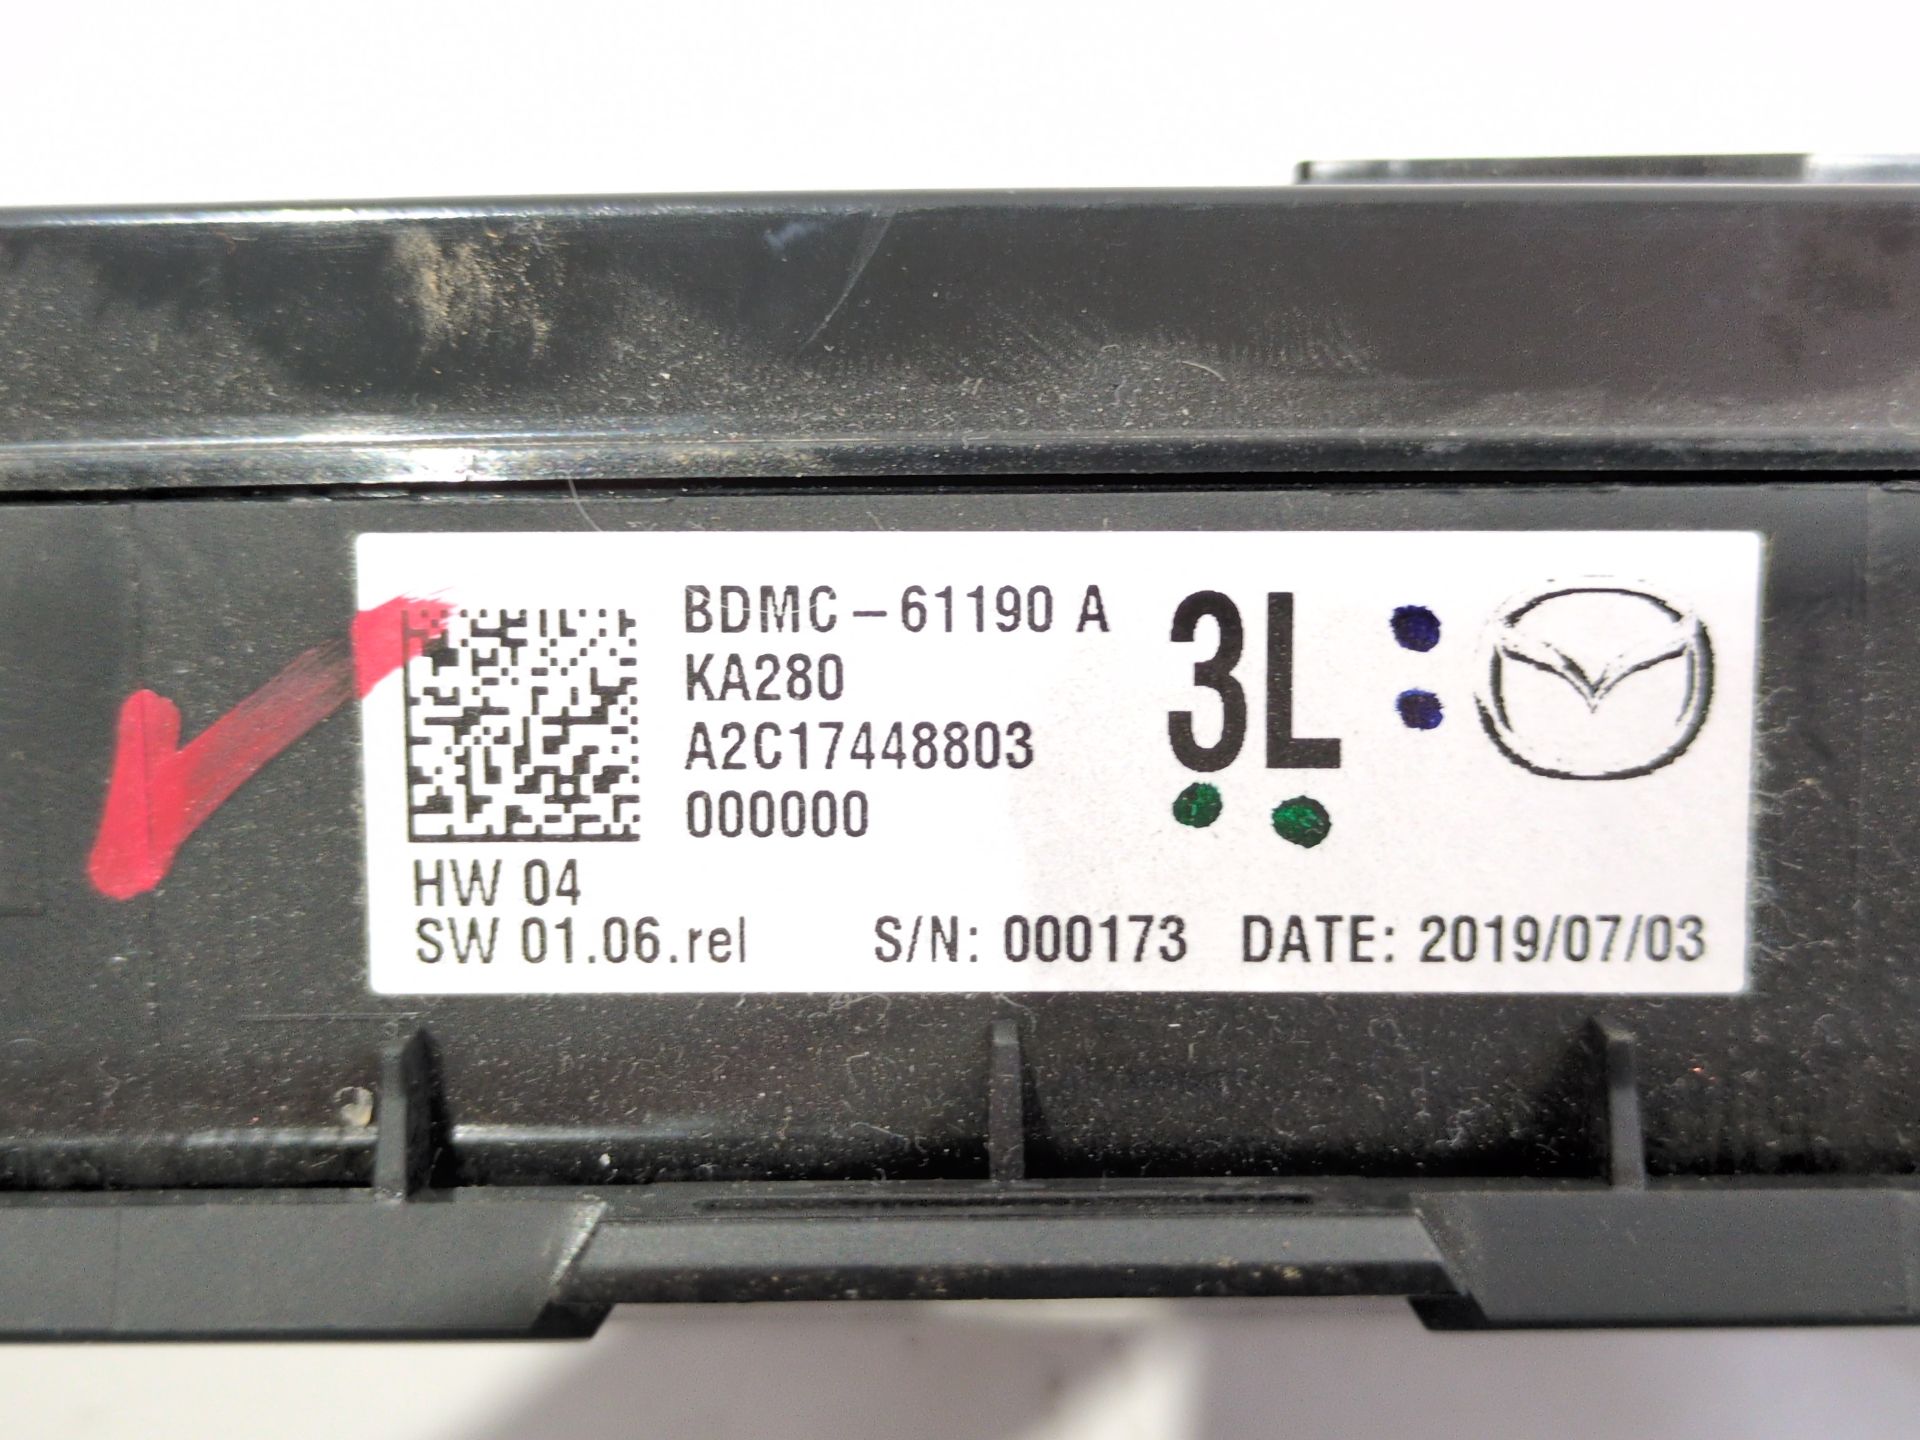 BDMC-61190 A
KA280
A2C17448803
000000
3L
HW 04
SW 01.06.rel
S/N: 000173
DATE: 2019/07/03